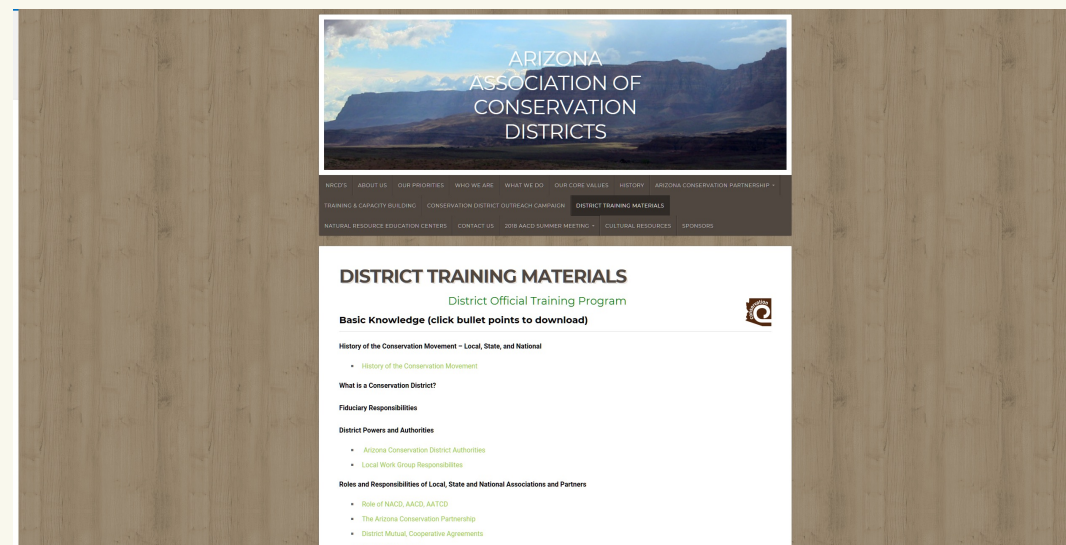 ARIZONA
ASSOCIATION OF
CONSERVATION
DISTRICTS
NRCD'S ABOUT US OUR PRIORITIES WHO WE ARE WHAT WE DO OUR CORE VALUES HISTORY ARIZONA CONSERVATION PARTNERSHIP
TRAINING & CAPACITY BUILDING CONSERVATION DISTRICT OUTREACH CAMPAIGN DISTRICT TRAINING MATERIALS
NATURAL RESOURCE EDUCATION CENTERS CONTACT US 2018 AACD SUMMER MEETING CULTURAL RESOURCES SPONSORS
DISTRICT TRAINING MATERIALS
District Official Training Program
conservation
Basic Knowledge (click bullet points to download)
History of the Conservation Movement – Local, State, and National
History of the Conservation Movement
What is a Conservation District?
Fiduciary Responsibilities
District Powers and Authorities
Arizona Conservation District Authorities
Local Work Group Responsibilites
Roles and Responsibilities of Local, State and National Associations and Partners
Role of NACD, AACD, AATCD
The Arizona Conservation Partnership
District Mutual, Cooperative Agreements